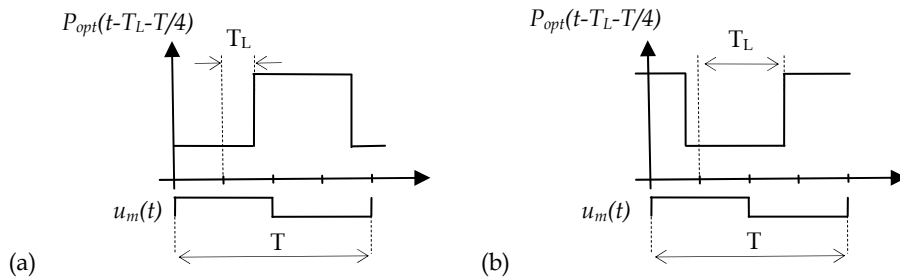 P_opt(t-T_L-T/4)
T_L
u_m(t)
T
(a)
P_opt(t-T_L-T/4)
T_L
u_m(t)
T
(b)